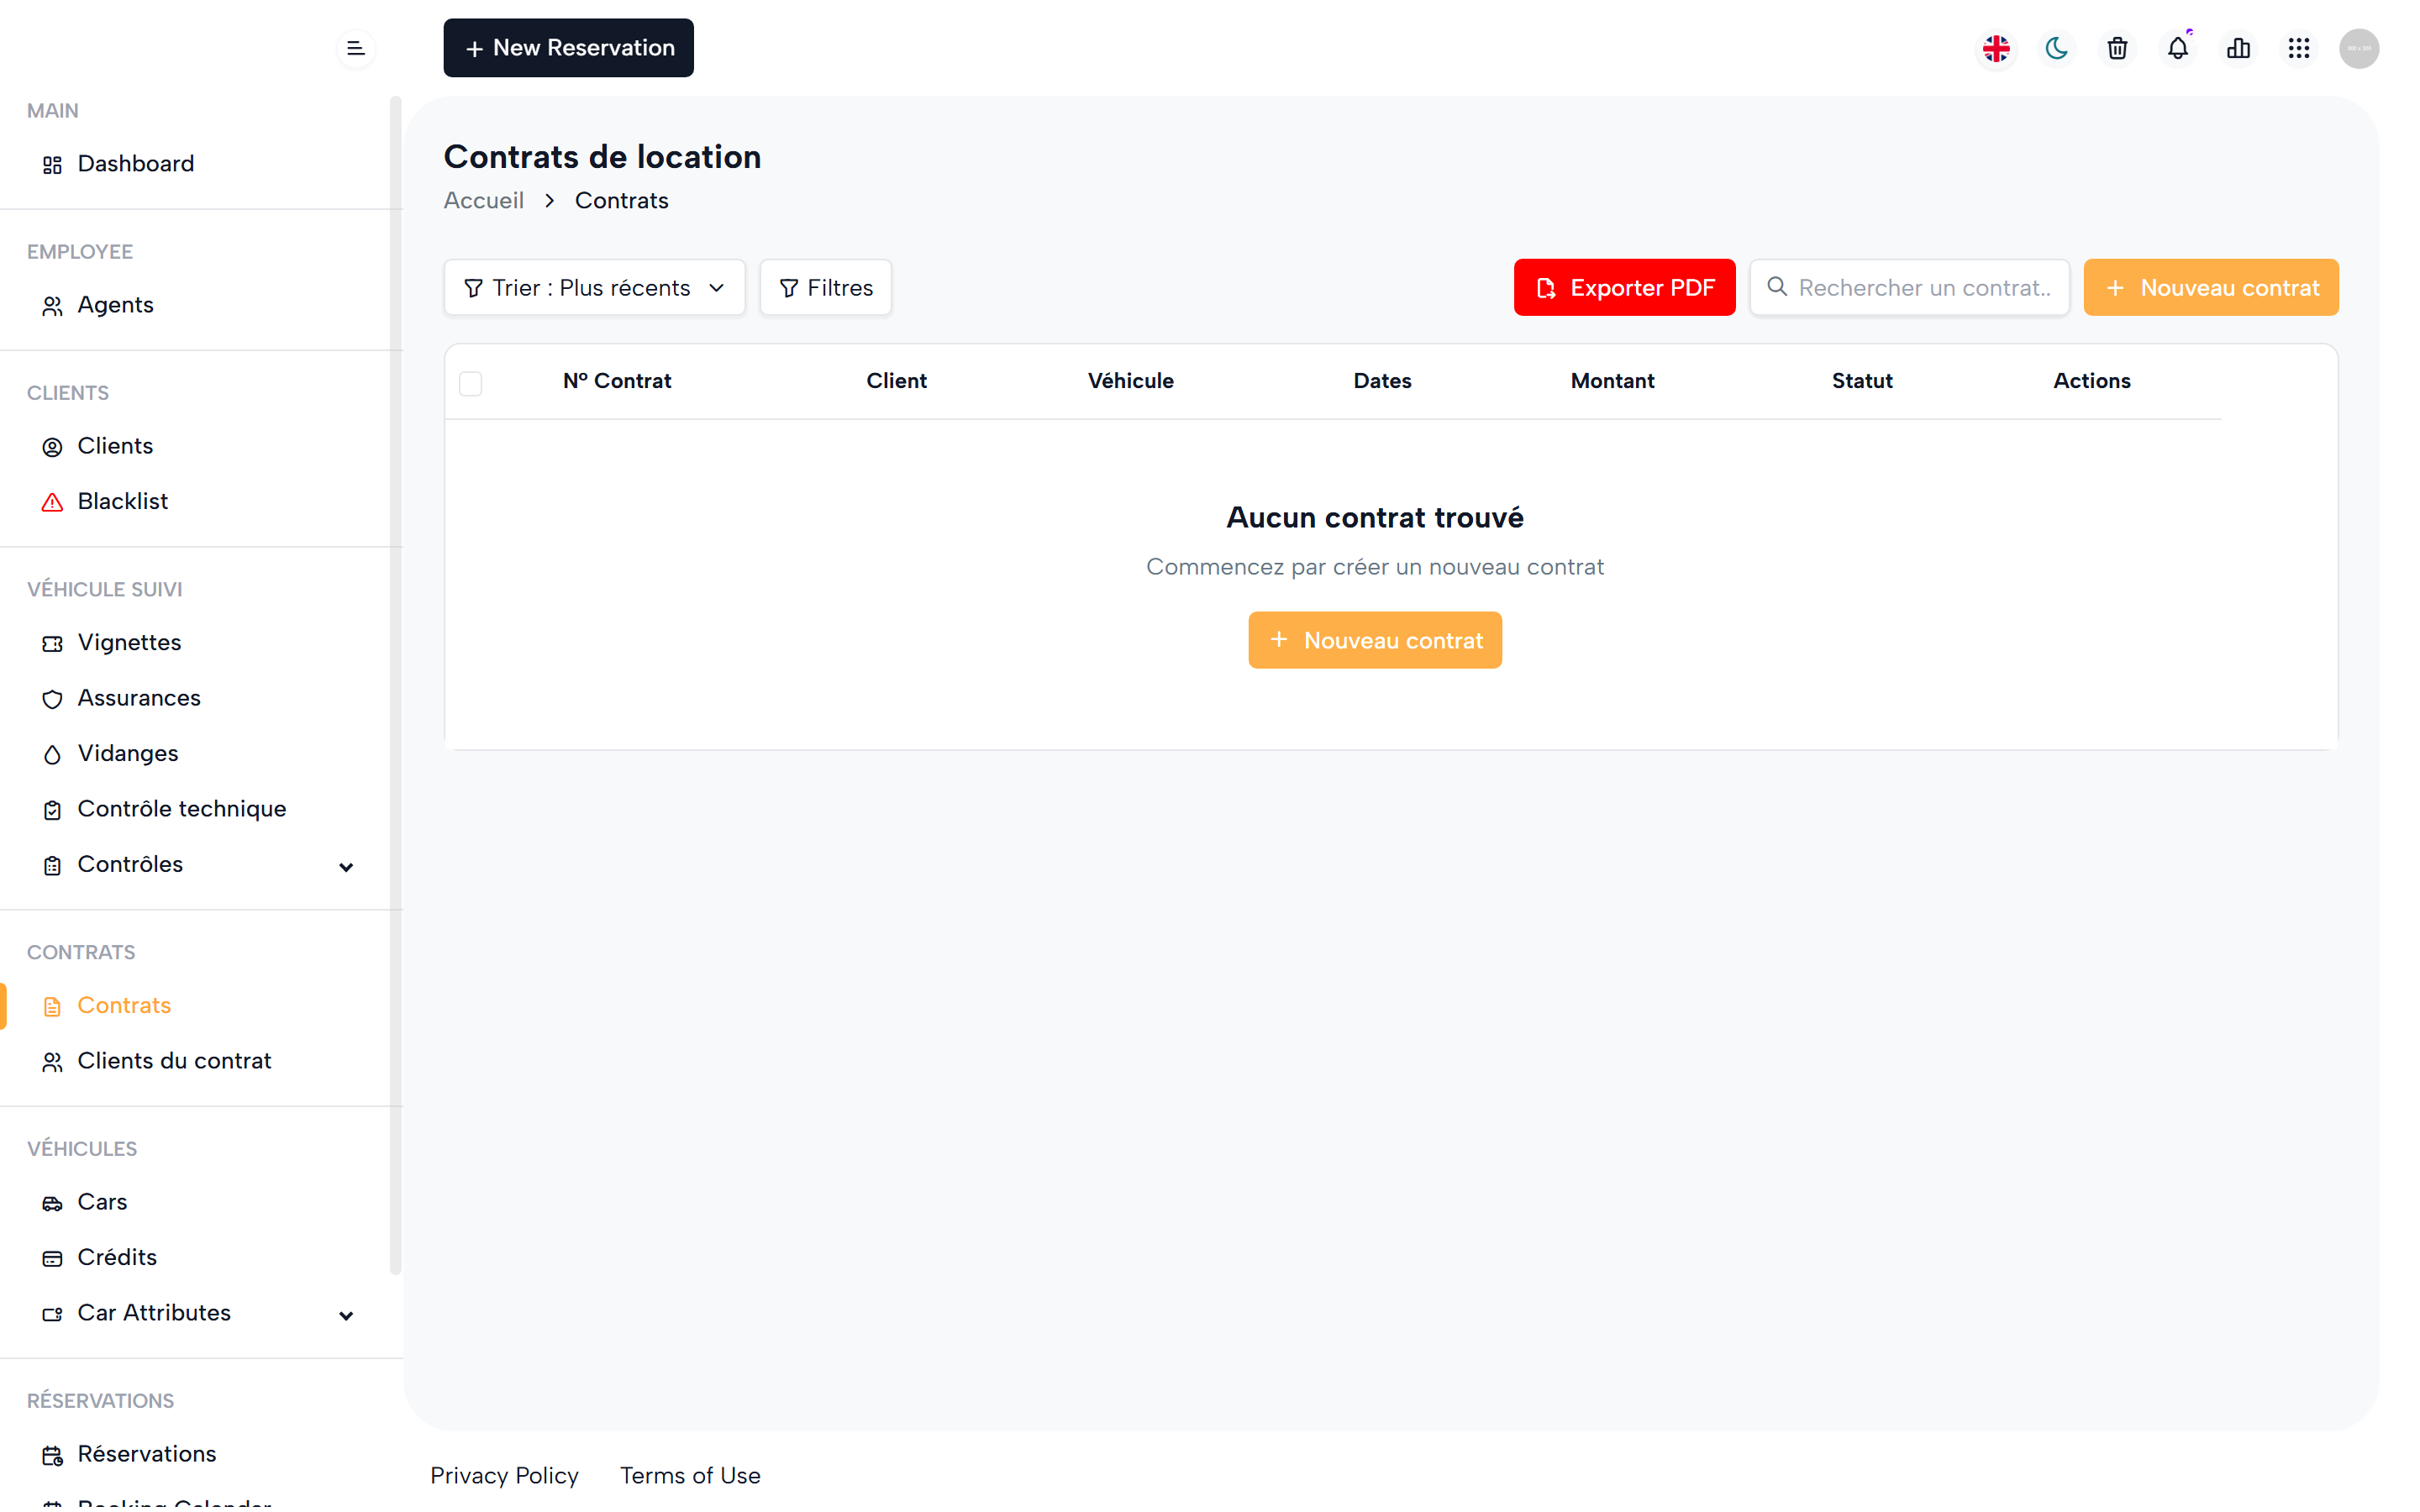 New Reservation
MAIN
Dashboard
EMPLOYEE
Agents
CLIENTS
Clients
Blacklist
VÉHICULE SUIVI
Vignettes
Assurances
Vidanges
Contrôle technique
Contrôles
CONTRATS
Contrats
Clients du contrat
VÉHICULES
Cars
Crédits
Car Attributes
RÉSERVATIONS
Réservations
Booking Calendar
Contrats de location
Accueil Contrats
Trier : Plus récents Filtres Exporter PDF Rechercher un contrat.. Nouveau contrat
N° Contrat Client Véhicule Dates Montant Statut Actions
Aucun contrat trouvé
Commencez par créer un nouveau contrat
Nouveau contrat
Privacy Policy Terms of Use